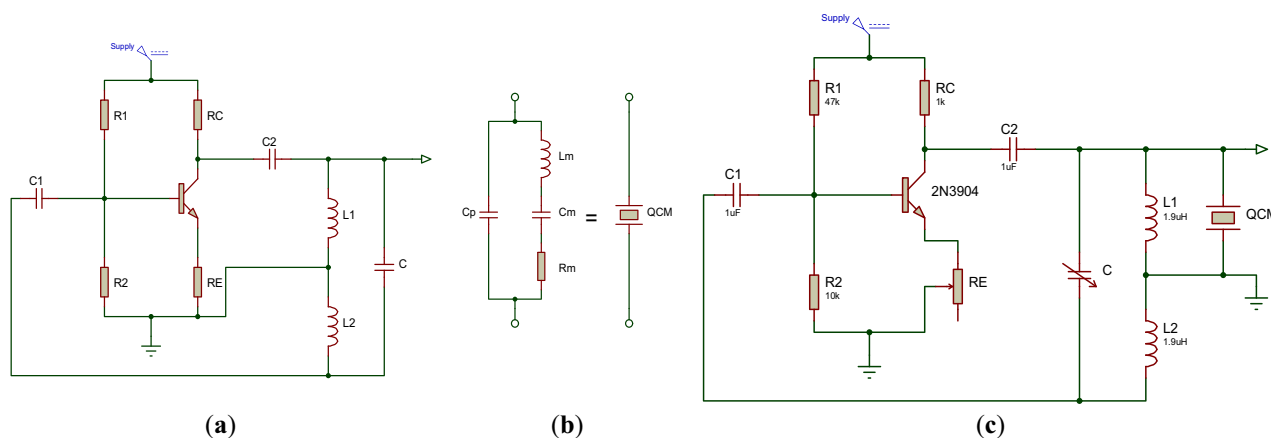 Supply
R1
RC
C2
C1
L1
C
R2
RE
L2
(a)
Lm
Cp
Cm
=
QCM
Rm
(b)
Supply
R1
47k
RC
1k
C2
1uF
C1
1uF
2N3904
L1
1.9uH
QCM
C
R2
10k
RE
L2
1.9uH
(c)